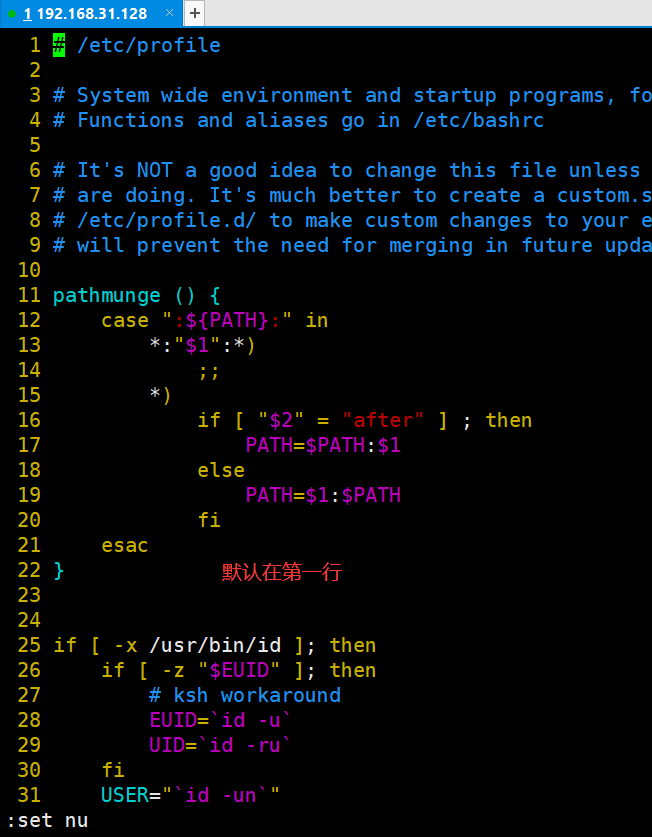 1 192.168.31.128 × +
1 # /etc/profile
2
3 # System wide environment and startup programs, fo
4 # Functions and aliases go in /etc/bashrc
5
6 # It's NOT a good idea to change this file unless
7 # are doing. It's much better to create a custom.s
8 # /etc/profile.d/ to make custom changes to your e
9 # will prevent the need for merging in future upda
10
11 pathmunge () {
12     case ":${PATH}:" in
13         *:"$1":*)
14             ;;
15         *)
16             if [ "$2" = "after" ] ; then
17                 PATH=$PATH:$1
18             else
19                 PATH=$1:$PATH
20             fi
21     esac
22 } 默认在第一行
23
24
25 if [ -x /usr/bin/id ]; then
26     if [ -z "$EUID" ]; then
27         # ksh workaround
28         EUID=`id -u`
29         UID=`id -ru`
30     fi
31     USER="`id -un`"
:set nu